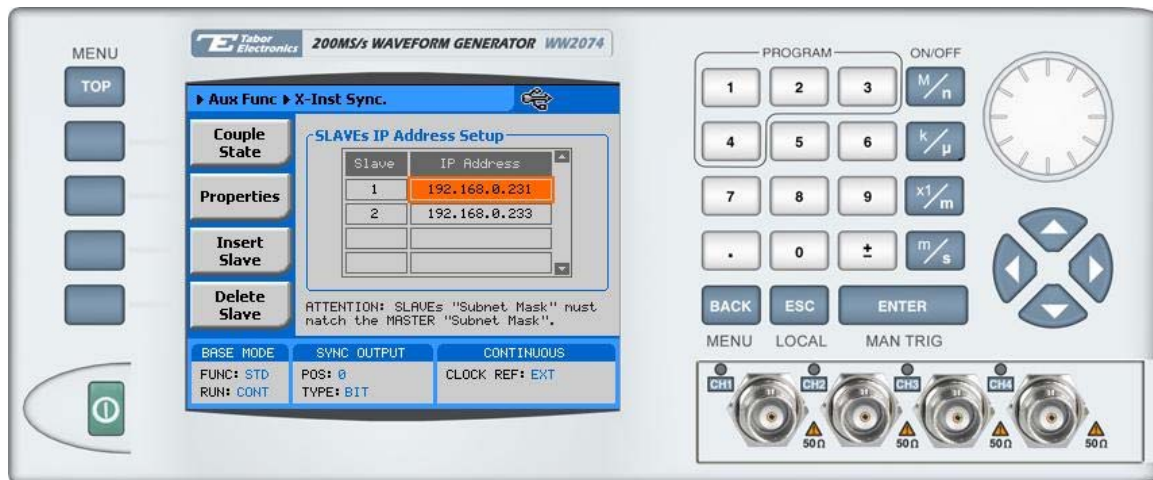 MENU
TOP
Tabor
Electronics
200MS/s WAVEFORM GENERATOR WW2074
Aux Func X-Inst Sync.
Couple
State
Properties
Insert
Slave
Delete
Slave
SLAVEs IP Address Setup
Slave IP Address
1 192.168.0.231
2 192.168.0.233
ATTENTION: SLAVEs "Subnet Mask" must
match the MASTER "Subnet Mask".
BASE MODE SYNC OUTPUT CONTINUOUS
FUNC: STD POS: 0 CLOCK REF: EXT
RUN: CONT TYPE: BIT
PROGRAM ON/OFF
1 2 3 M/n
4 5 6 k/µ
7 8 9 x1/m
. 0 ± m/s
BACK ESC ENTER
MENU LOCAL MAN TRIG
CH1 CH2 CH3 CH4
50Ω 50Ω 50Ω 50Ω